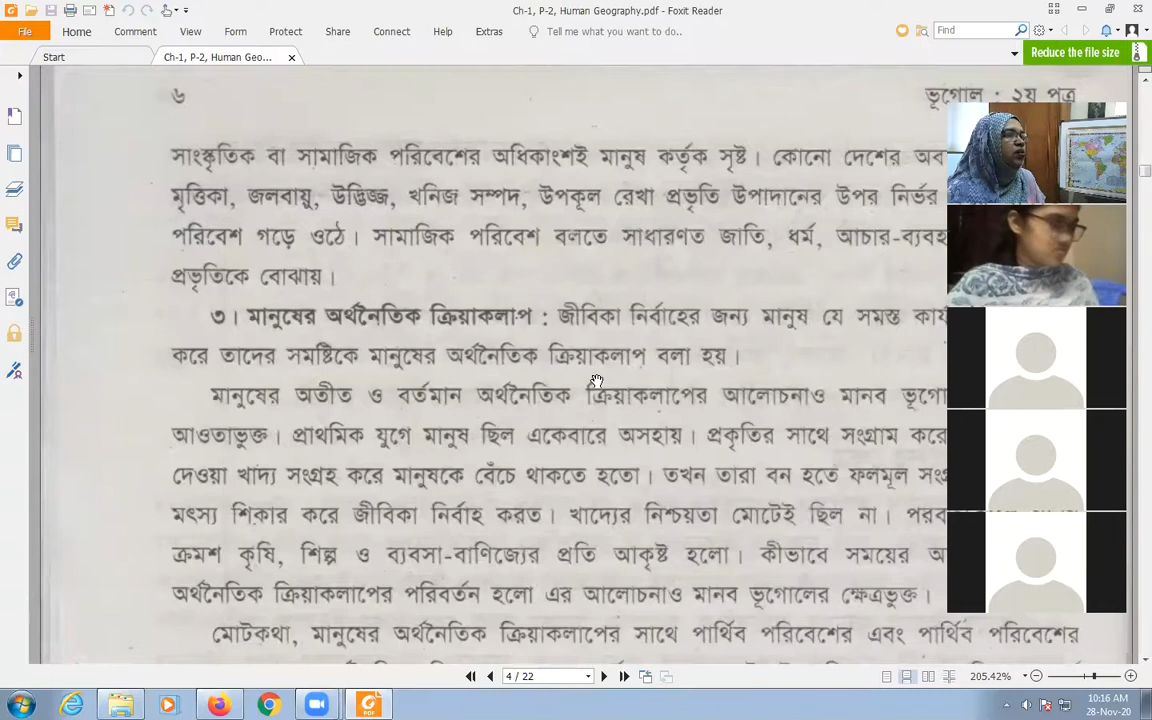 Ch-1, P-2, Human Geography.pdf - Foxit Reader
File Home Comment View Form Protect Share Connect Help Extras Tell me what you want to do.. Find
Start Ch-1, P-2, Human Geo... Reduce the file size
৬ ভূগোল : ২য় পত্র
সাংস্কৃতিক বা সামাজিক পরিবেশের অধিকাংশই মানুষ কর্তৃক সৃষ্ট। কোনো দেশের অব
মৃত্তিকা, জলবায়ু, উদ্ভিজ্জ, খনিজ সম্পদ, উপকূল রেখা প্রভৃতি উপাদানের উপর নির্ভর
পরিবেশ গড়ে ওঠে। সামাজিক পরিবেশ বলতে সাধারণত জাতি, ধর্ম, আচার-ব্যবহ
প্রভৃতিকে বোঝায়।
৩। মানুষের অর্থনৈতিক ক্রিয়াকলাপ : জীবিকা নির্বাহের জন্য মানুষ যে সমস্ত কার্য
করে তাদের সমষ্টিকে মানুষের অর্থনৈতিক ক্রিয়াকলাপ বলা হয়।
মানুষের অতীত ও বর্তমান অর্থনৈতিক ক্রিয়াকলাপের আলোচনাও মানব ভূগো
আওতাভুক্ত। প্রাথমিক যুগে মানুষ ছিল একেবারে অসহায়। প্রকৃতির সাথে সংগ্রাম করে
দেওয়া খাদ্য সংগ্রহ করে মানুষকে বেঁচে থাকতে হতো। তখন তারা বন হতে ফলমূল সংগ্র
মৎস্য শিকার করে জীবিকা নির্বাহ করত। খাদ্যের নিশ্চয়তা মোটেই ছিল না। পরব
ক্রমশ কৃষি, শিল্প ও ব্যবসা-বাণিজ্যের প্রতি আকৃষ্ট হলো। কীভাবে সময়ের অ
অর্থনৈতিক ক্রিয়াকলাপের পরিবর্তন হলো এর আলোচনাও মানব ভূগোলের ক্ষেত্রভুক্ত।
মোটকথা, মানুষের অর্থনৈতিক ক্রিয়াকলাপের সাথে পার্থিব পরিবেশের এবং পার্থিব পরিবেশের
4 / 22 205.42%
10:16 AM
28-Nov-20